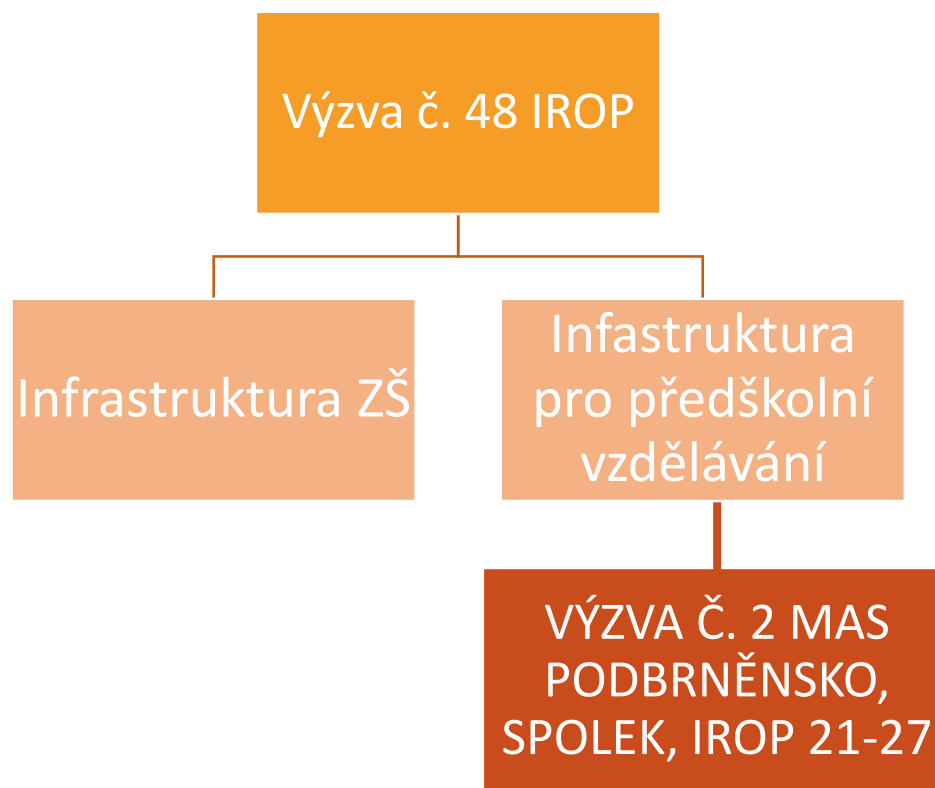 Výzva č. 48 IROP
Infrastruktura ZŠ
Infastruktura
pro předškolní
vzdělávání
VÝZVA Č. 2 MAS
PODBRNĚNSKO,
SPOLEK, IROP 21-27